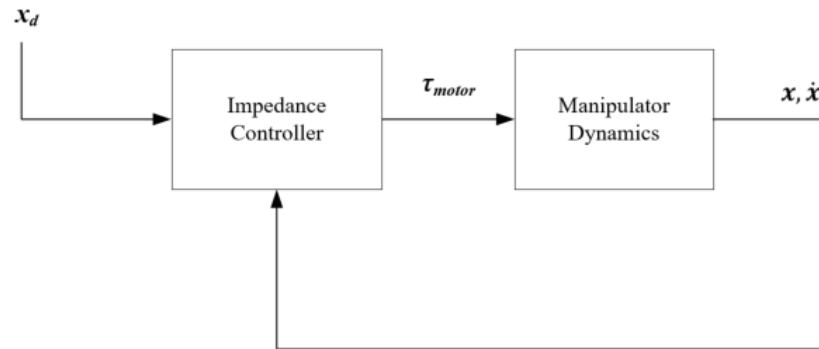 x_d
Impedance
Controller
τ_motor
Manipulator
Dynamics
x, ẋ